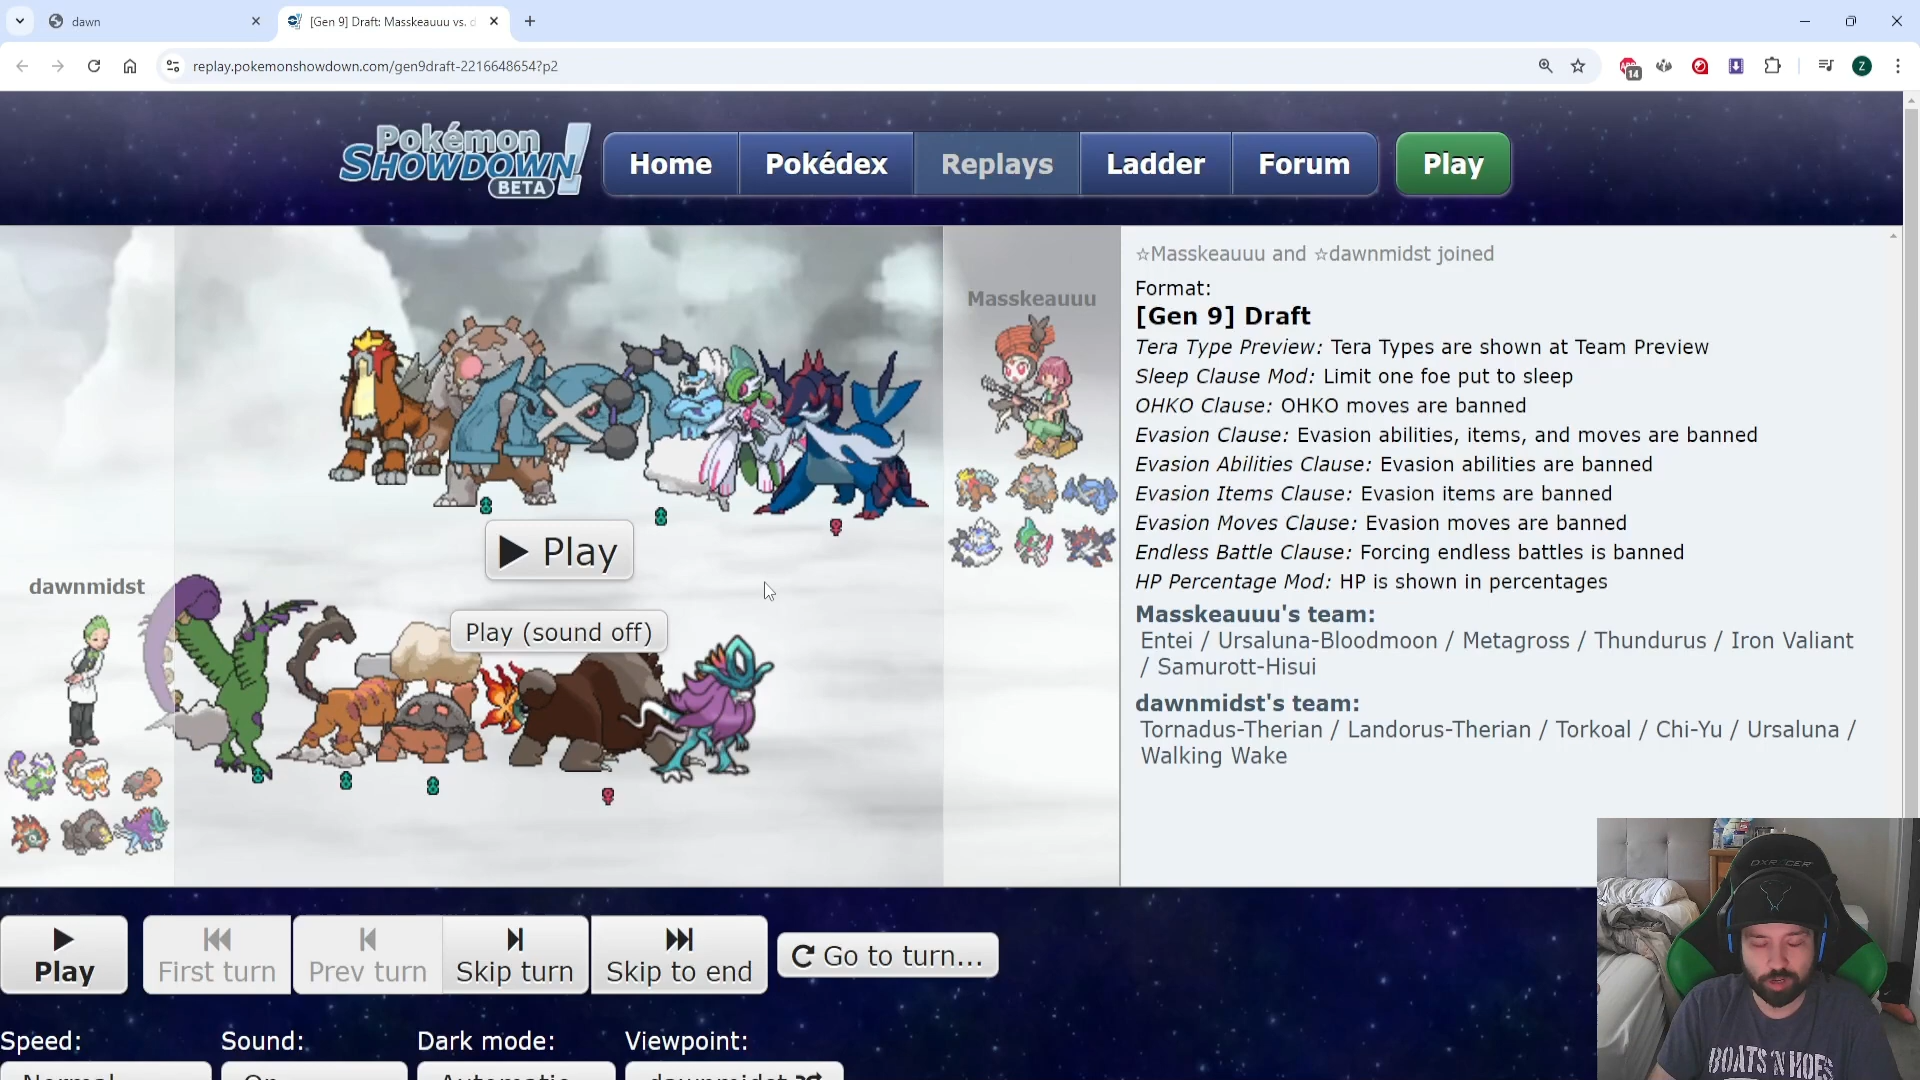 dawn
[Gen 9] Draft: Masskeauuu vs. d
replay.pokemonshowdown.com/gen9draft-2216648654?p2
14
Z
Pokémon
SHOWDOWN!
BETA
Home
Pokédex
Replays
Ladder
Forum
Play
☆Masskeauuu and ☆dawnmidst joined
Format:
[Gen 9] Draft
Tera Type Preview: Tera Types are shown at Team Preview
Sleep Clause Mod: Limit one foe put to sleep
OHKO Clause: OHKO moves are banned
Evasion Clause: Evasion abilities, items, and moves are banned
Evasion Abilities Clause: Evasion abilities are banned
Evasion Items Clause: Evasion items are banned
Evasion Moves Clause: Evasion moves are banned
Endless Battle Clause: Forcing endless battles is banned
HP Percentage Mod: HP is shown in percentages
Masskeauuu's team:
Entei / Ursaluna-Bloodmoon / Metagross / Thundurus / Iron Valiant
/ Samurott-Hisui
dawnmidst's team:
Tornadus-Therian / Landorus-Therian / Torkoal / Chi-Yu / Ursaluna /
Walking Wake
Masskeauuu
dawnmidst
Play
Play (sound off)
Play
First turn
Prev turn
Skip turn
Skip to end
Go to turn...
Speed:
Sound:
Dark mode:
Viewpoint:
Normal
On
Automatic
dawnmidst
DXRACER
BOATS 'N HOES